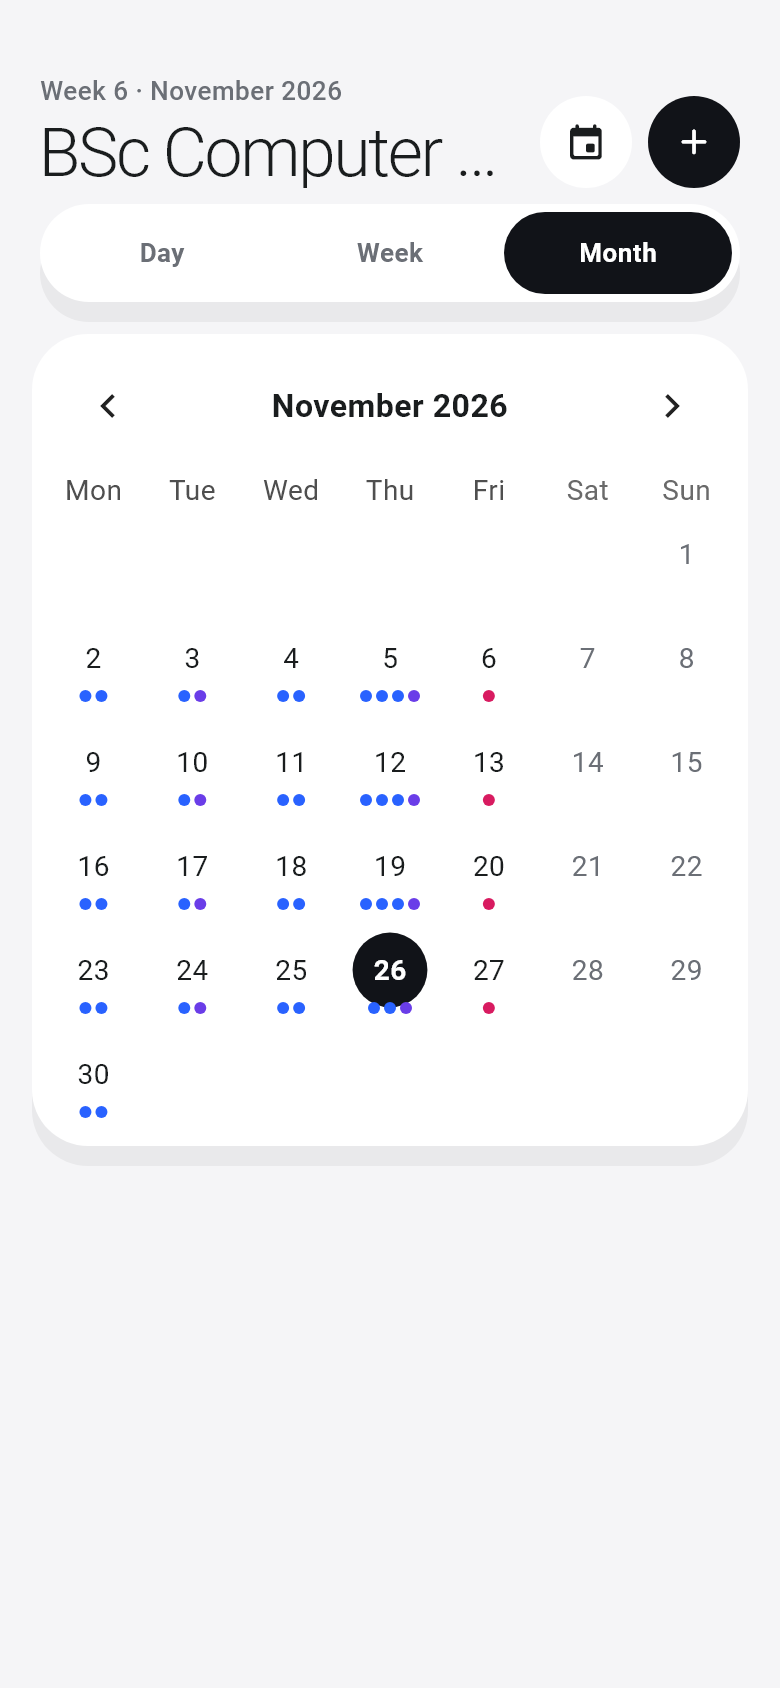 Week 6 · November 2026
BSc Computer ...
Day Week Month
November 2026
Mon Tue Wed Thu Fri Sat Sun
1
2 3 4 5 6 7 8
9 10 11 12 13 14 15
16 17 18 19 20 21 22
23 24 25 26 27 28 29
30